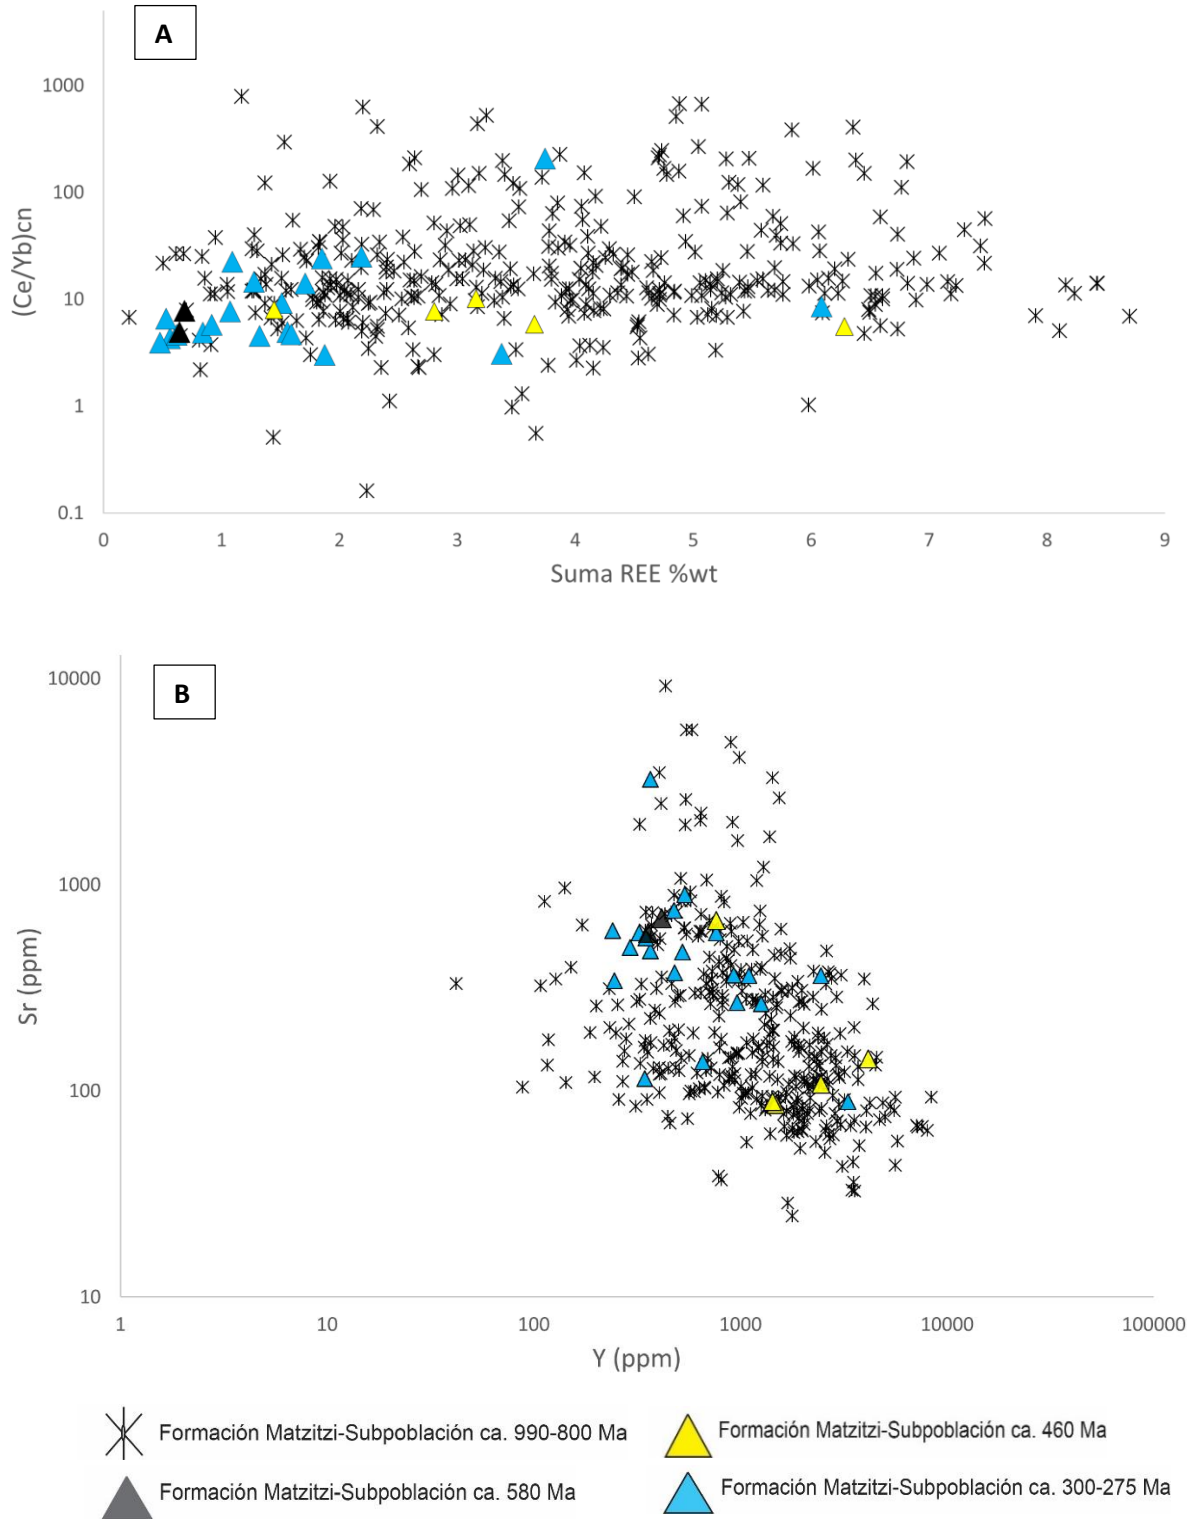 A
1000
100
10
1
0.1
(Ce/Yb)cn
0 1 2 3 4 5 6 7 8 9
Suma REE %wt
B
10000
1000
100
10
Sr (ppm)
1 10 100 1000 10000 100000
Y (ppm)
Formación Matzitzi-Subpoblación ca. 990-800 Ma
Formación Matzitzi-Subpoblación ca. 460 Ma
Formación Matzitzi-Subpoblación ca. 580 Ma
Formación Matzitzi-Subpoblación ca. 300-275 Ma